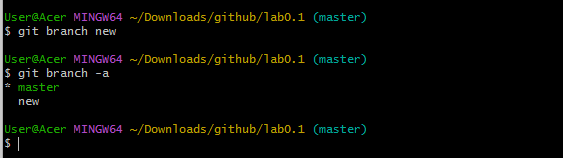 User@Acer MINGW64 ~/Downloads/github/lab0.1 (master)
$ git branch new
User@Acer MINGW64 ~/Downloads/github/lab0.1 (master)
$ git branch -a
* master
  new
User@Acer MINGW64 ~/Downloads/github/lab0.1 (master)
$